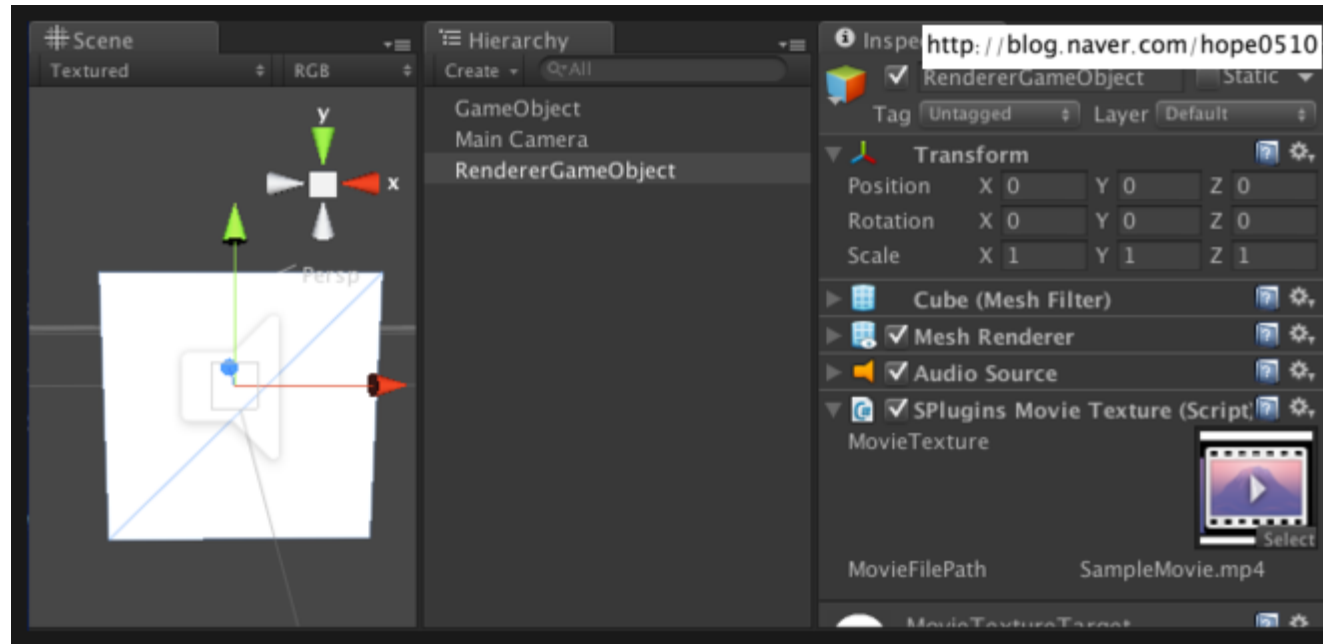 Scene
Textured
RGB
y
x
Persp
Hierarchy
Create
All
GameObject
Main Camera
RendererGameObject
Inspe
http://blog.naver.com/hope0510
RendererGameObject
Static
Tag Untagged Layer Default
Transform
Position X 0 Y 0 Z 0
Rotation X 0 Y 0 Z 0
Scale X 1 Y 1 Z 1
Cube (Mesh Filter)
Mesh Renderer
Audio Source
SPlugins Movie Texture (Script)
MovieTexture
Select
MovieFilePath SampleMovie.mp4
MovieTextureTarget